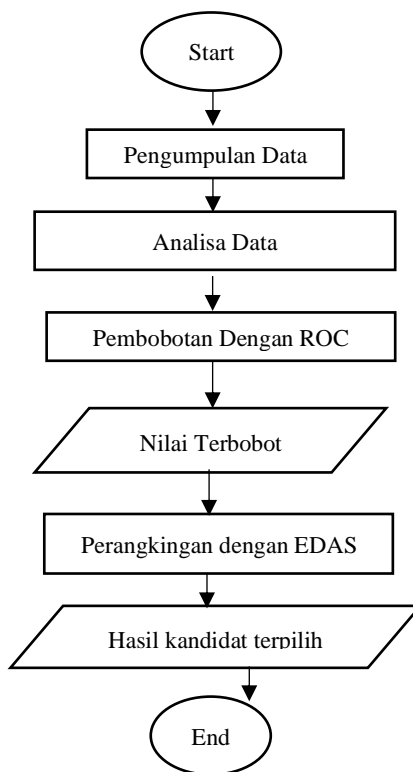 Start
Pengumpulan Data
Analisa Data
Pembobotan Dengan ROC
Nilai Terbobot
Perangkingan dengan EDAS
Hasil kandidat terpilih
End